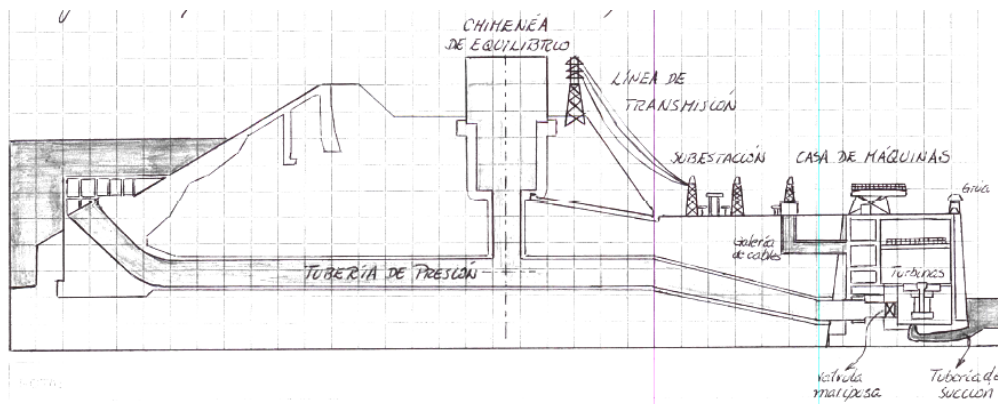 CHIMENEA
DE EQUILIBRIO
LÍNEA DE
TRANSMISIÓN
SUBESTACIÓN
CASA DE MÁQUINAS
Grúa
Galería
de cables
Turbinas
TUBERÍA DE PRESIÓN
Válvula
mariposa
Tubería de
succión